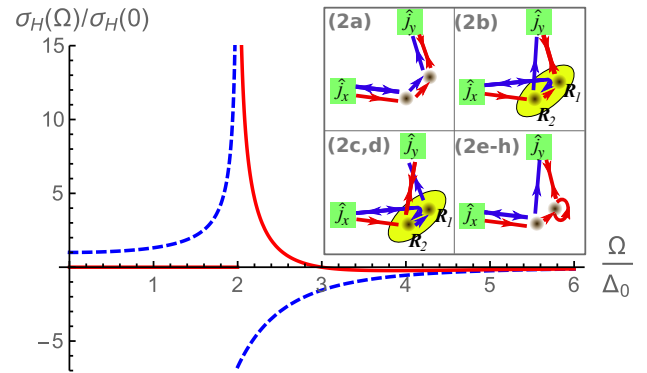 σ_H(Ω)/σ_H(0)
15
11
5
−5
1
2
3
4
5
6
Ω
Δ_0
(2a)
ĵ_y
ĵ_x
(2b)
ĵ_y
ĵ_x
R_1
R_2
(2c,d)
ĵ_y
ĵ_x
R_1
R_2
(2e-h)
ĵ_y
ĵ_x